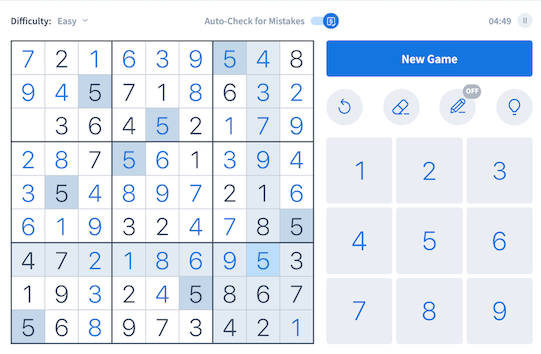 Difficulty: Easy Auto-Check for Mistakes 04:49
7 2 1 6 3 9 5 4 8 New Game
9 4 5 7 1 8 6 3 2 OFF
3 6 4 5 2 1 7 9
2 8 7 5 6 1 3 9 4 1 2 3
3 5 4 8 9 7 2 1 6
6 1 9 3 2 4 7 8 5 4 5 6
4 7 2 1 8 6 9 5 3
1 9 3 2 4 5 8 6 7 7 8 9
5 6 8 9 7 3 4 2 1